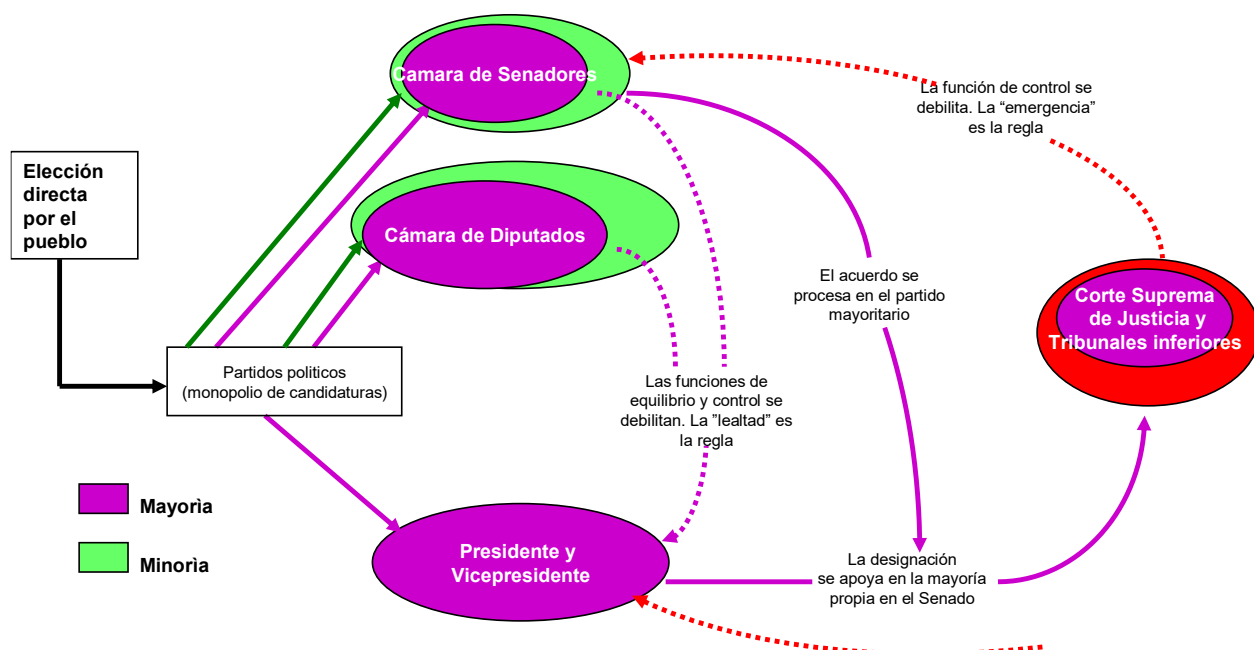 Camara de Senadores
La función de control se
debilita. La “emergencia”
es la regla
Elección
directa
por el
pueblo
Cámara de Diputados
El acuerdo se
procesa en el partido
mayoritario
Corte Suprema
de Justicia y
Tribunales inferiores
Partidos politicos
(monopolio de candidaturas)
Las funciones de
equilibrio y control se
debilitan. La ”lealtad” es
la regla
Mayorìa
Minorìa
Presidente y
Vicepresidente
La designación
se apoya en la mayoría
propia en el Senado